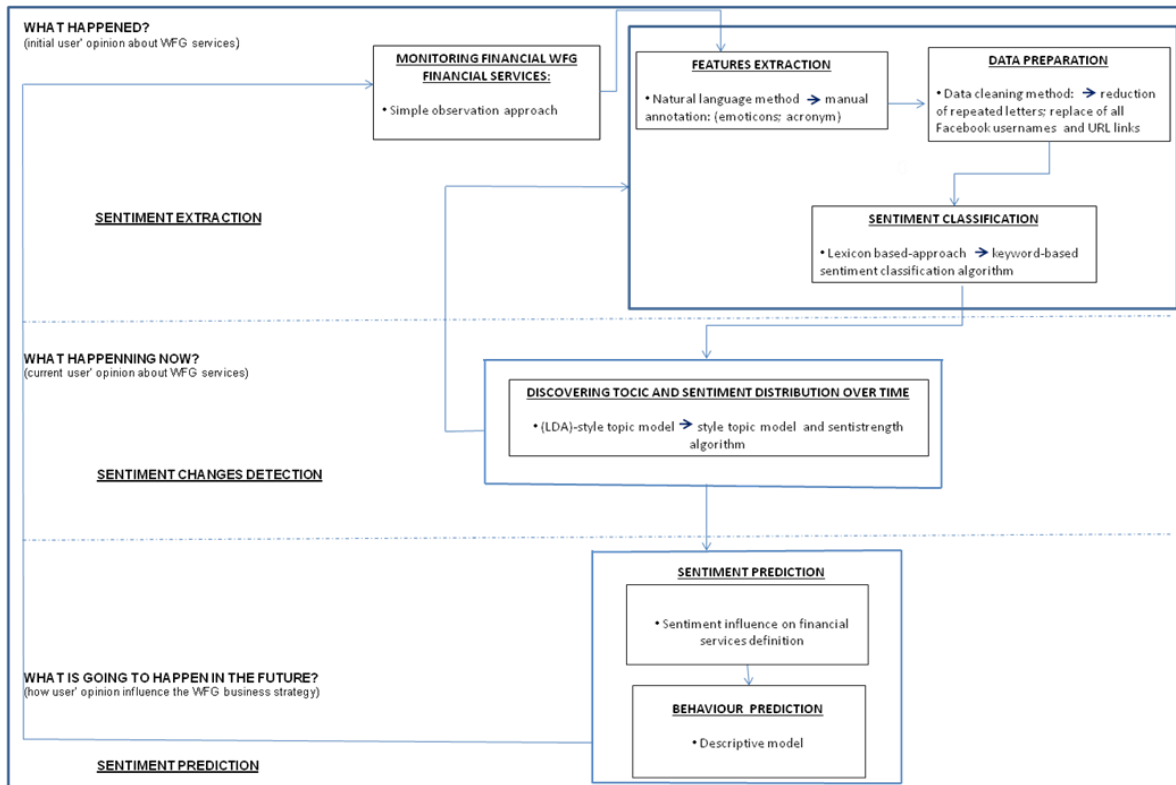 WHAT HAPPENED?
(initial user' opinion about WFG services)
MONITORING FINANCIAL WFG
FINANCIAL SERVICES:
• Simple observation approach
FEATURES EXTRACTION
• Natural language method → manual
annotation: (emoticons; acronym)
DATA PREPARATION
• Data cleaning method: → reduction
of repeated letters; replace of all
Facebook usernames and URL links
SENTIMENT EXTRACTION
SENTIMENT CLASSIFICATION
• Lexicon based-approach → keyword-based
sentiment classification algorithm
WHAT HAPPENNING NOW?
(current user' opinion about WFG services)
DISCOVERING TOCIC AND SENTIMENT DISTRIBUTION OVER TIME
• (LDA)-style topic model → style topic model and sentistrength
algorithm
SENTIMENT CHANGES DETECTION
SENTIMENT PREDICTION
• Sentiment influence on financial
services definition
WHAT IS GOING TO HAPPEN IN THE FUTURE?
(how user' opinion influence the WFG business strategy)
BEHAVIOUR PREDICTION
• Descriptive model
SENTIMENT PREDICTION